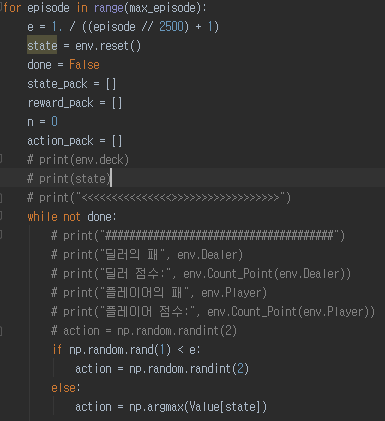 for episode in range(max_episode):
    e = 1. / ((episode // 2500) + 1)
    state = env.reset()
    done = False
    state_pack = []
    reward_pack = []
    n = 0
    action_pack = []
    # print(env.deck)
    # print(state)
    # print("<<<<<<<<<<<<<<<>>>>>>>>>>>>>>>>>>")
    while not done:
        # print("######################################")
        # print("딜러의 패", env.Dealer)
        # print("딜러 점수:", env.Count_Point(env.Dealer))
        # print("플레이어의 패", env.Player)
        # print("플레이어 점수:", env.Count_Point(env.Player))
        # action = np.random.randint(2)
        if np.random.rand(1) < e:
            action = np.random.randint(2)
        else:
            action = np.argmax(Value[state])